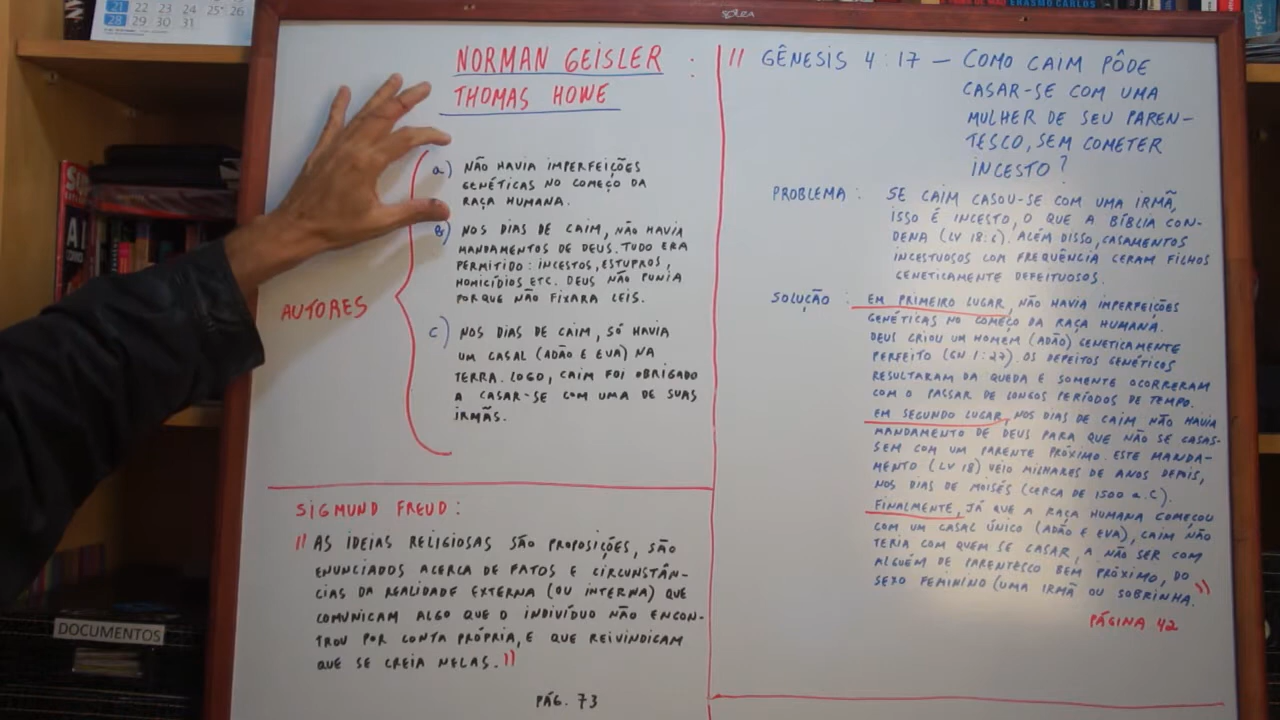 21 22 23 24 25 26
28 29 30 31
ERASMO CARLOS
NORMAN GEISLER :
THOMAS HOWE
AUTORES
a) NÃO HAVIA IMPERFEIÇÕES
GENÉTICAS NO COMEÇO DA
RAÇA HUMANA.
B) NOS DIAS DE CAIM, NÃO HAVIA
MANDAMENTOS DE DEUS. TUDO ERA
PERMITIDO: INCESTOS, ESTUPROS,
HOMICÍDIOS ETC. DEUS NÃO PUNIA
PORQUE NÃO FIXARA LEIS.
C) NOS DIAS DE CAIM, SÓ HAVIA
UM CASAL (ADÃO E EVA) NA
TERRA. LOGO, CAIM FOI OBRIGADO
A CASAR-SE COM UMA DE SUAS
IRMÃS.
SIGMUND FREUD:
" AS IDEIAS RELIGIOSAS SÃO PROPOSIÇÕES, SÃO
ENUNCIADOS ACERCA DE FATOS E CIRCUNSTÂN-
CIAS DA REALIDADE EXTERNA (OU INTERNA) QUE
COMUNICAM ALGO QUE O INDIVÍDUO NÃO ENCON-
TROU POR CONTA PRÓPRIA, E QUE REIVINDICAM
QUE SE CREIA NELAS. "
PÁG. 73
" GÊNESIS 4:17 — COMO CAIM PÔDE
CASAR-SE COM UMA
MULHER DE SEU PAREN-
TESCO, SEM COMETER
INCESTO?
PROBLEMA: SE CAIM CASOU-SE COM UMA IRMÃ,
ISSO É INCESTO, O QUE A BÍBLIA CON-
DENA (LV 18:6). ALÉM DISSO, CASAMENTOS
INCESTUOSOS COM FREQUÊNCIA GERAM FILHOS
GENETICAMENTE DEFEITUOSOS.
SOLUÇÃO: EM PRIMEIRO LUGAR, NÃO HAVIA IMPERFEIÇÕES
GENÉTICAS NO COMEÇO DA RAÇA HUMANA.
DEUS CRIOU UM HOMEM (ADÃO) GENETICAMENTE
PERFEITO (GN 1:27). OS DEFEITOS GENÉTICOS
RESULTARAM DA QUEDA E SOMENTE OCORRERAM
COM O PASSAR DE LONGOS PERÍODOS DE TEMPO.
EM SEGUNDO LUGAR, NOS DIAS DE CAIM NÃO HAVIA
MANDAMENTO DE DEUS PARA QUE NÃO SE CASAS-
SEM COM UM PARENTE PRÓXIMO. ESTE MANDA-
MENTO (LV 18) VEIO MILHARES DE ANOS DEPOIS,
NOS DIAS DE MOISÉS (CERCA DE 1500 a.C).
FINALMENTE, JÁ QUE A RAÇA HUMANA COMEÇOU
COM UM CASAL ÚNICO (ADÃO E EVA), CAIM NÃO
TERIA COM QUEM SE CASAR, A NÃO SER COM
ALGUÉM DE PARENTESCO BEM PRÓXIMO, DO
SEXO FEMININO (UMA IRMÃ OU SOBRINHA. "
PÁGINA 42
DOCUMENTOS